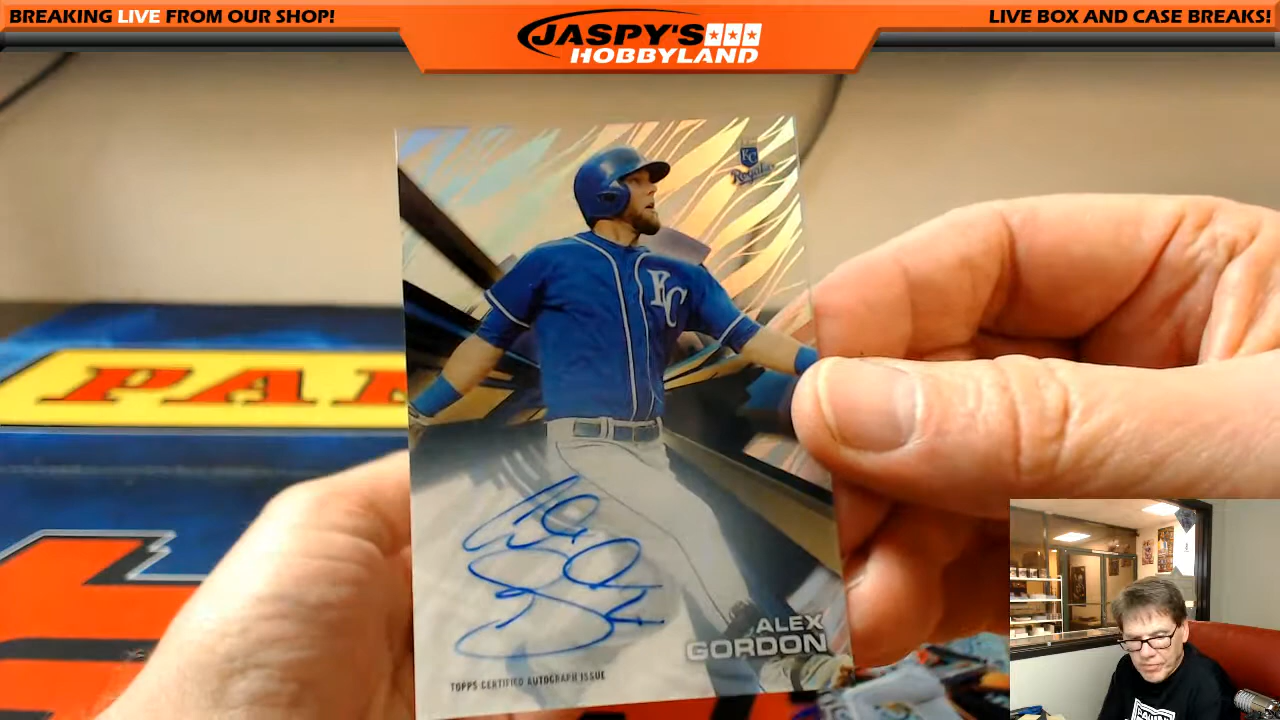 BREAKING LIVE FROM OUR SHOP!
JASPY'S
HOBBYLAND
LIVE BOX AND CASE BREAKS!
KC
Royals
KC
PAN
ALEX
GORDON
TOPPS CERTIFIED AUTOGRAPH ISSUE